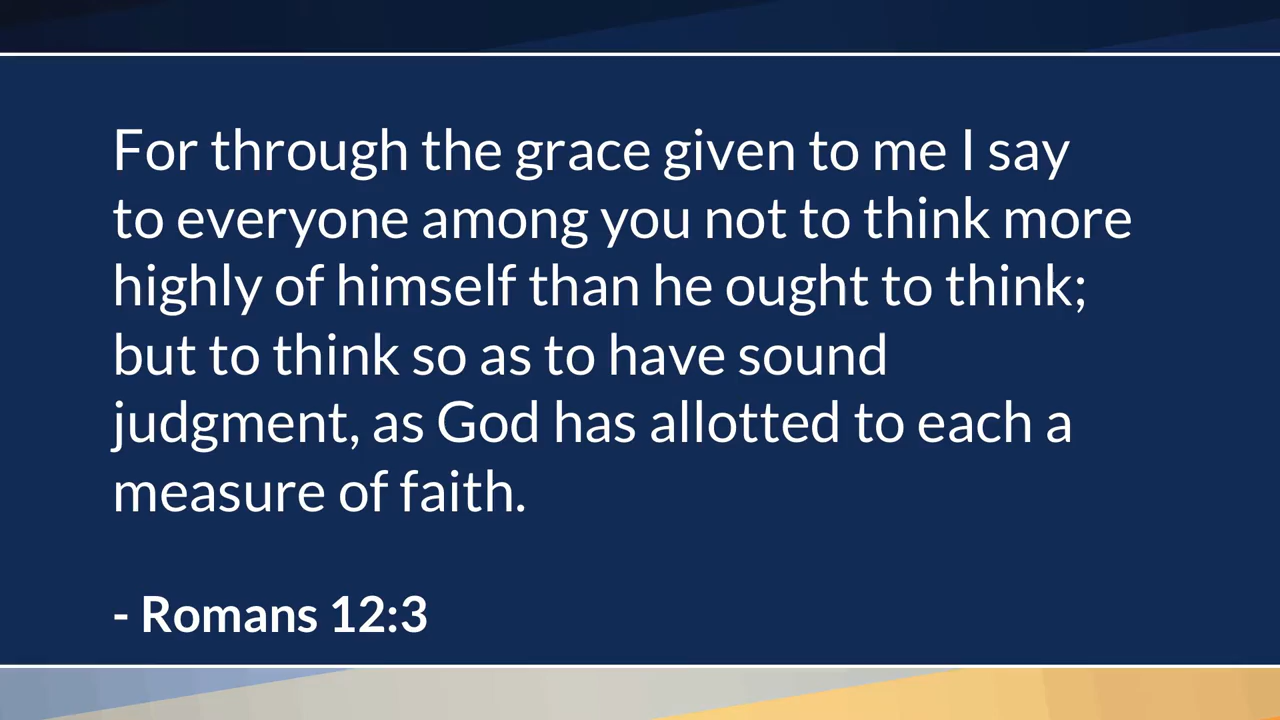 For through the grace given to me I say
to everyone among you not to think more
highly of himself than he ought to think;
but to think so as to have sound
judgment, as God has allotted to each a
measure of faith.
- Romans 12:3